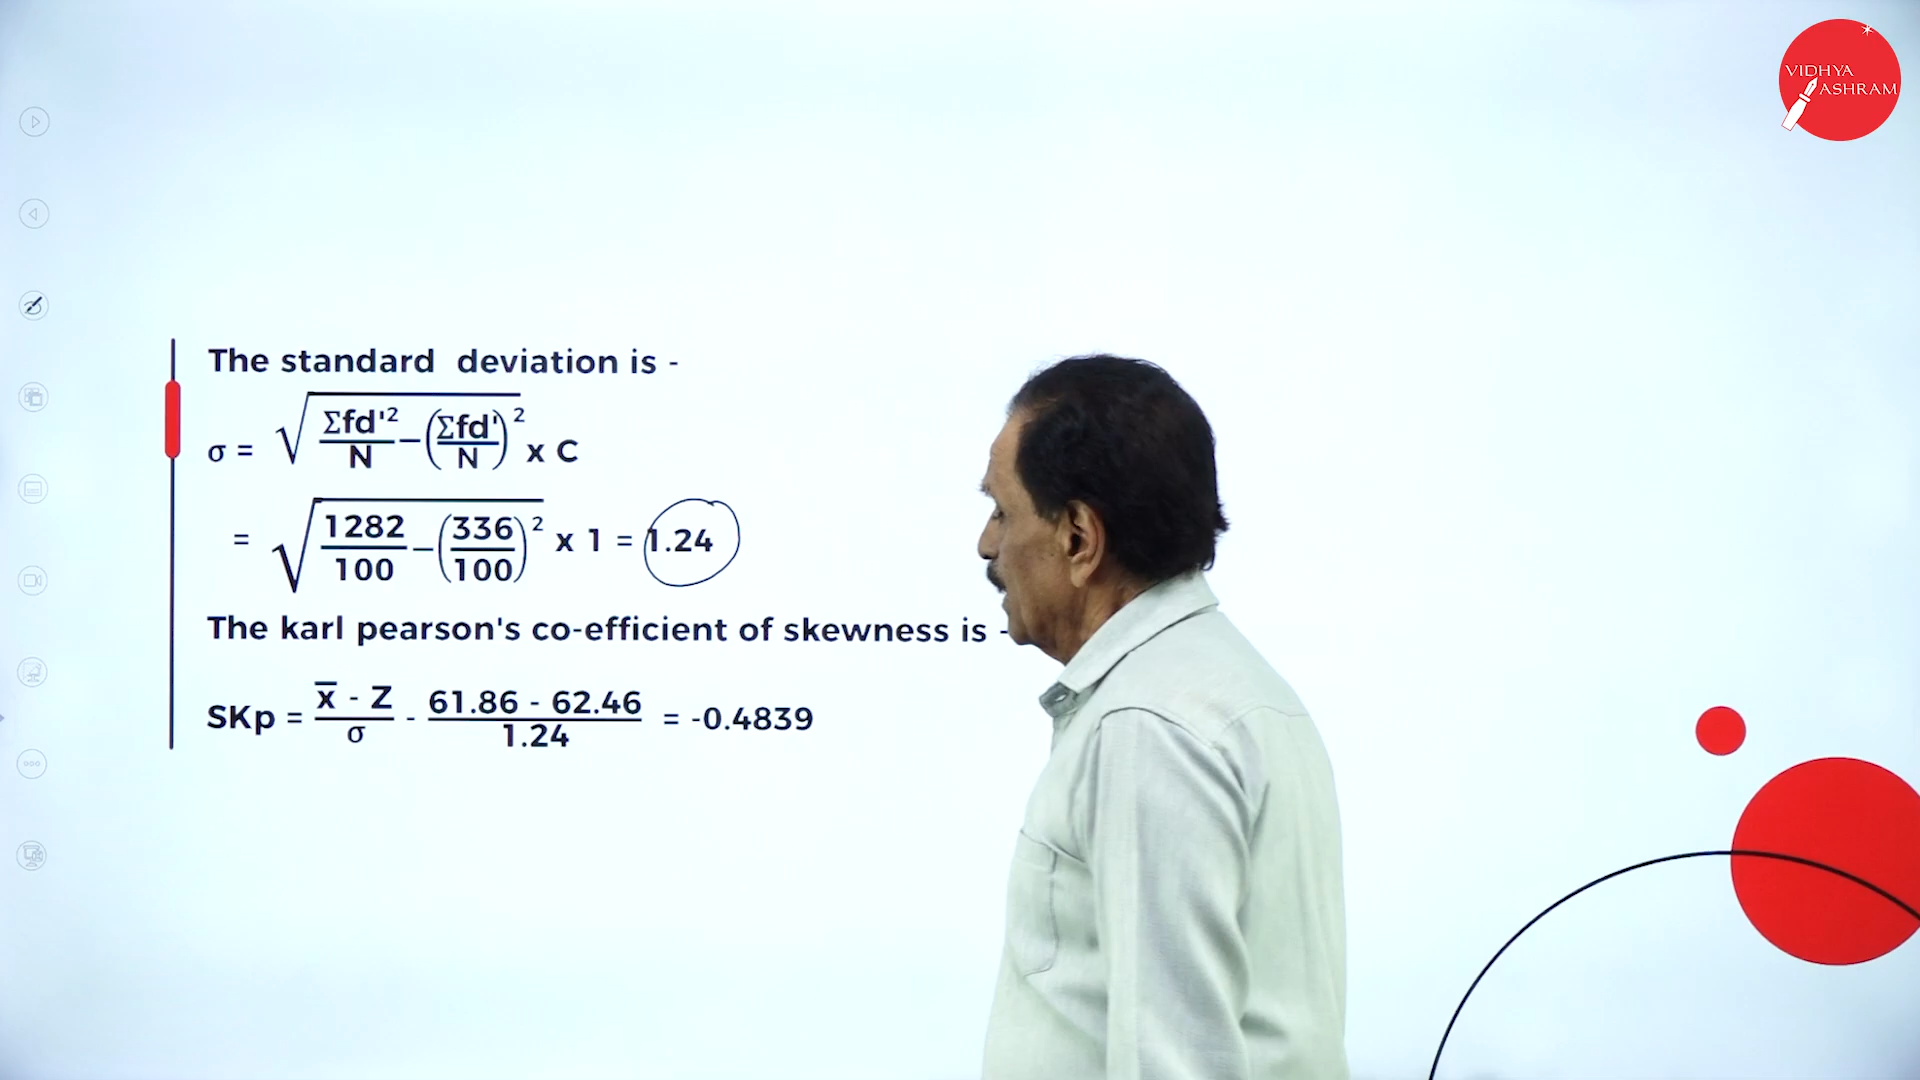 VIDHYA
ASHRAM
The standard deviation is -
σ = √ Σfd'²/N − (Σfd'/N)² x C
= √ 1282/100 − (336/100)² x 1 = 1.24
The karl pearson's co-efficient of skewness is -
SKp = x̅ - Z/σ - 61.86 - 62.46/1.24 = -0.4839